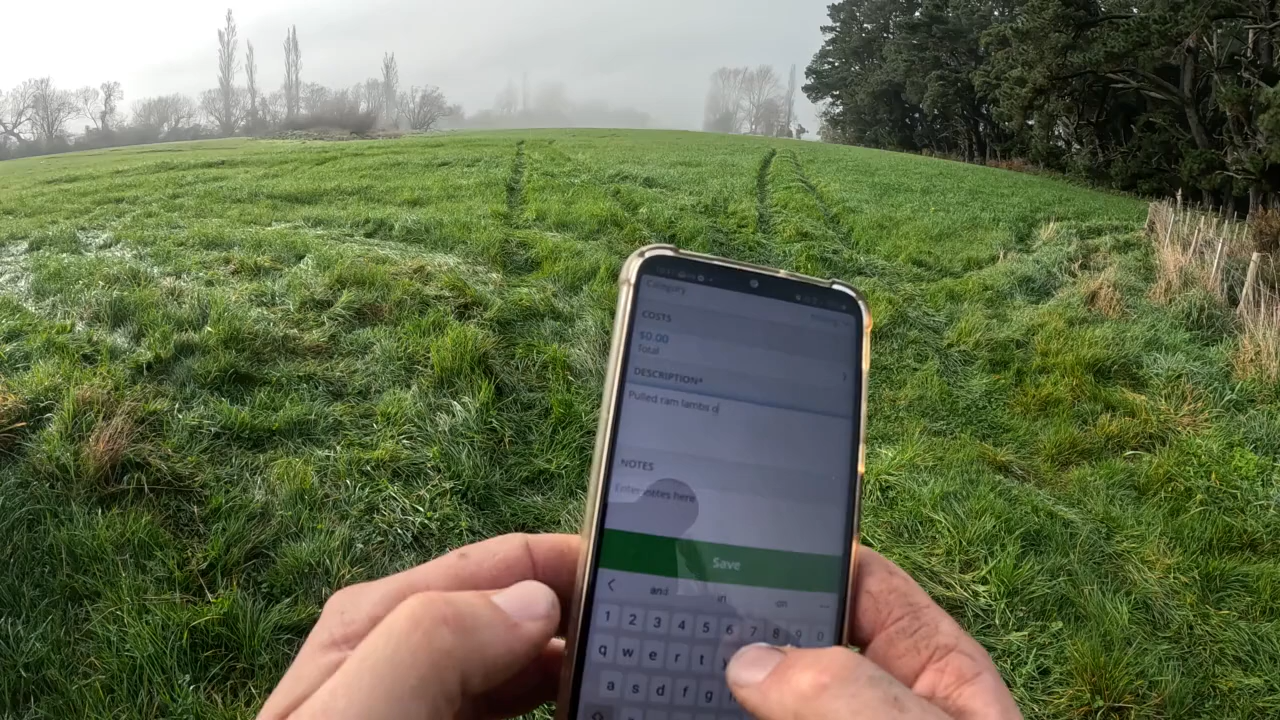 Category
COSTS
$0.00
Total
DESCRIPTION*
Pulled ram lambs o
NOTES
Enter notes here
Save
and in on
1 2 3 4 5 6 7 8 9 0
q w e r t
a s d f g